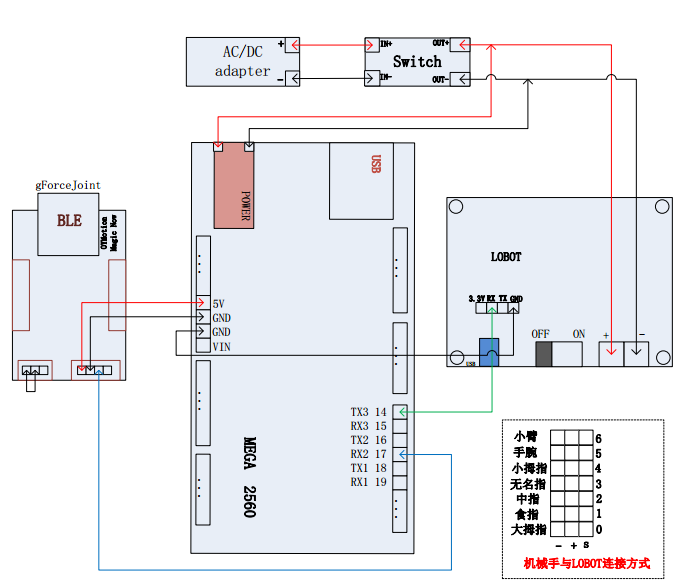 AC/DC
adapter
+
-
IN+
IN-
Switch
OUT+
OUT-
gForceJoint
BLE
OYMotion
Magic Now
POWER
USB
5V
GND
GND
VIN
TX3 14
RX3 15
TX2 16
RX2 17
TX1 18
RX1 19
MEGA 2560
LOBOT
3.3V RX TX GND
USB
OFF ON
+ -
小臂 6
手腕 5
小拇指 4
无名指 3
中指 2
食指 1
大拇指 0
- + S
机械手与LOBOT连接方式